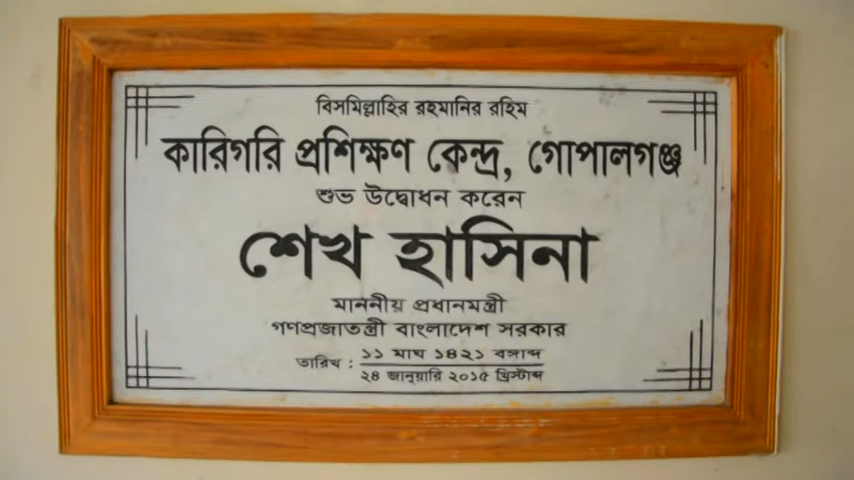 বিসমিল্লাহির রহমানির রহিম
কারিগরি প্রশিক্ষণ কেন্দ্র, গোপালগঞ্জ
শুভ উদ্বোধন করেন
শেখ হাসিনা
মাননীয় প্রধানমন্ত্রী
গণপ্রজাতন্ত্রী বাংলাদেশ সরকার
তারিখ : ১১ মাঘ ১৪২১ বঙ্গাব্দ
২৪ জানুয়ারি ২০১৫ খ্রিস্টাব্দ